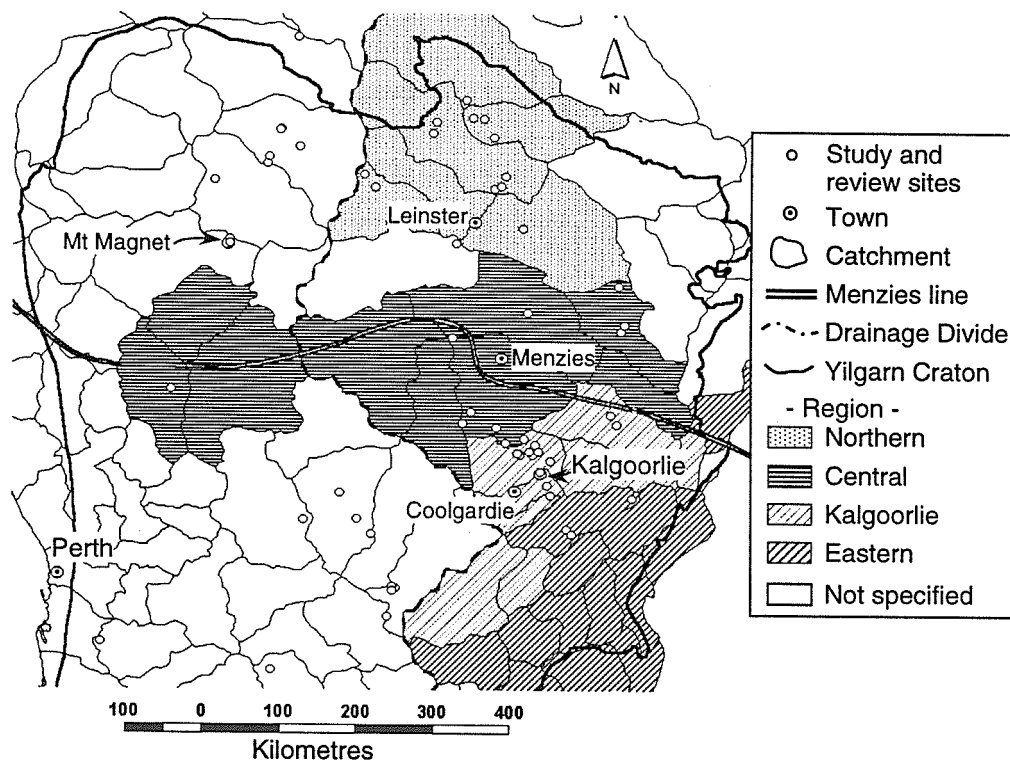 N
Leinster
Mt Magnet
Menzies
Kalgoorlie
Coolgardie
Perth
Study and
review sites
Town
Catchment
Menzies line
Drainage Divide
Yilgarn Craton
- Region -
Northern
Central
Kalgoorlie
Eastern
Not specified
100 0 100 200 300 400
Kilometres